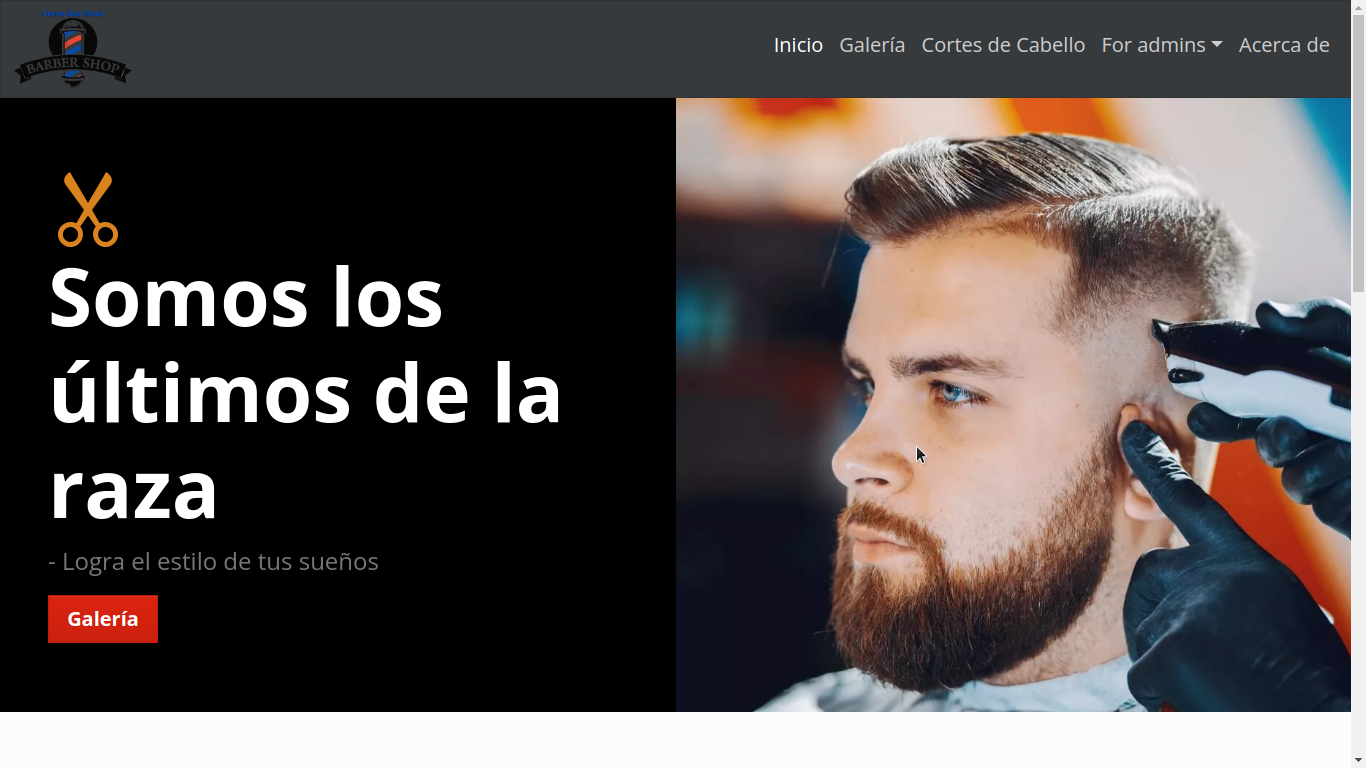 BARBER SHOP
Inicio Galería Cortes de Cabello For admins Acerca de
Somos los
últimos de la
raza
- Logra el estilo de tus sueños
Galería